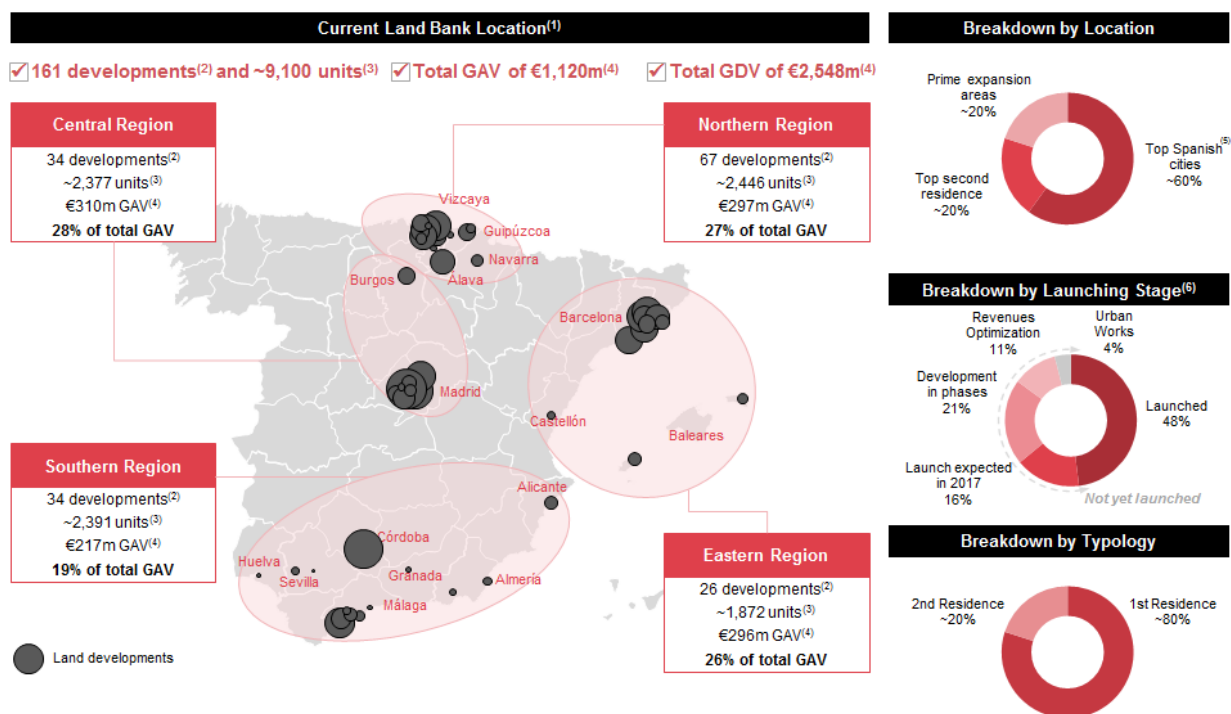 Current Land Bank Location(1)
161 developments(2) and ~9,100 units(3)
Total GAV of €1,120m(4)
Total GDV of €2,548m(4)
Central Region
34 developments(2)
~2,377 units(3)
€310m GAV(4)
28% of total GAV
Northern Region
67 developments(2)
~2,446 units(3)
€297m GAV(4)
27% of total GAV
Vizcaya
Guipúzcoa
Navarra
Álava
Burgos
Barcelona
Madrid
Castellón
Baleares
Southern Region
34 developments(2)
~2,391 units(3)
€217m GAV(4)
19% of total GAV
Alicante
Córdoba
Huelva
Sevilla
Granada
Almería
Málaga
Eastern Region
26 developments(2)
~1,872 units(3)
€296m GAV(4)
26% of total GAV
Land developments
Breakdown by Location
Prime expansion
areas
~20%
Top Spanish(5)
cities
~60%
Top second
residence
~20%
Breakdown by Launching Stage(6)
Revenues
Optimization
11%
Urban
Works
4%
Development
in phases
21%
Launched
48%
Launch expected
in 2017
16%
Not yet launched
Breakdown by Typology
2nd Residence
~20%
1st Residence
~80%